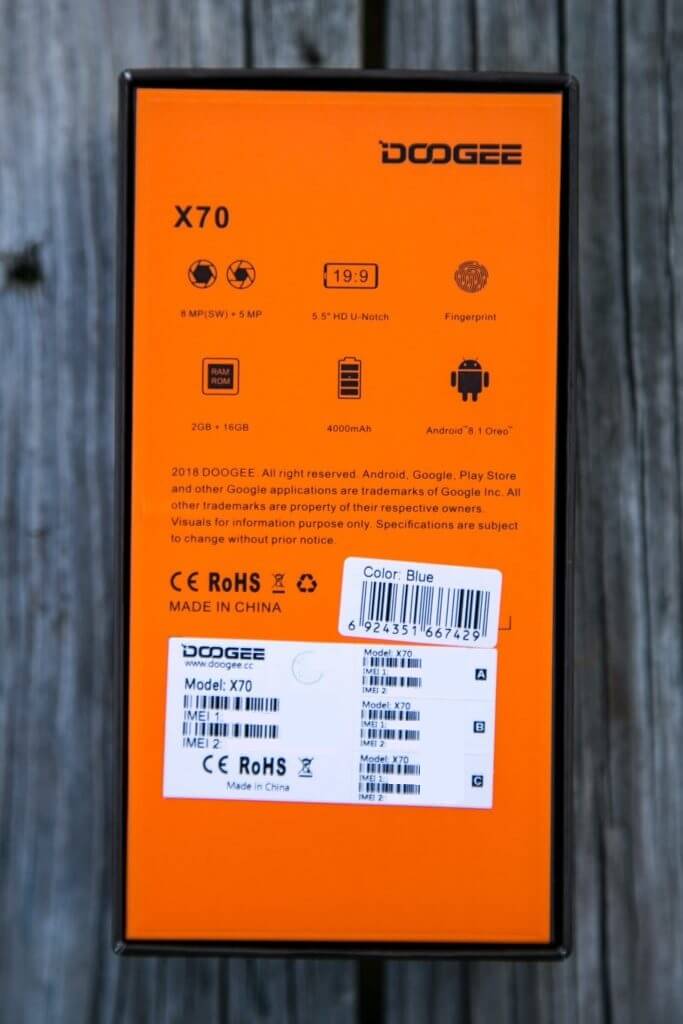 DOOGEE
X70
19:9
8 MP(SW) + 5 MP
5.5" HD U-Notch
Fingerprint
RAM
ROM
2GB + 16GB
4000mAh
Android™8.1 Oreo™
2018 DOOGEE. All right reserved. Android, Google, Play Store
and other Google applications are trademarks of Google Inc. All
other trademarks are property of their respective owners.
Visuals for information purpose only. Specifications are subject
to change without prior notice.
CE RoHS
MADE IN CHINA
Color: Blue
6 924351 667429
DOOGEE
www.doogee.cc
Model: X70
IMEI 1:
IMEI 2:
CE RoHS
Made in China
Model: X70
IMEI 1:
IMEI 2:
A
Model: X70
IMEI 1:
IMEI 2:
B
Model: X70
IMEI 1:
IMEI 2:
C